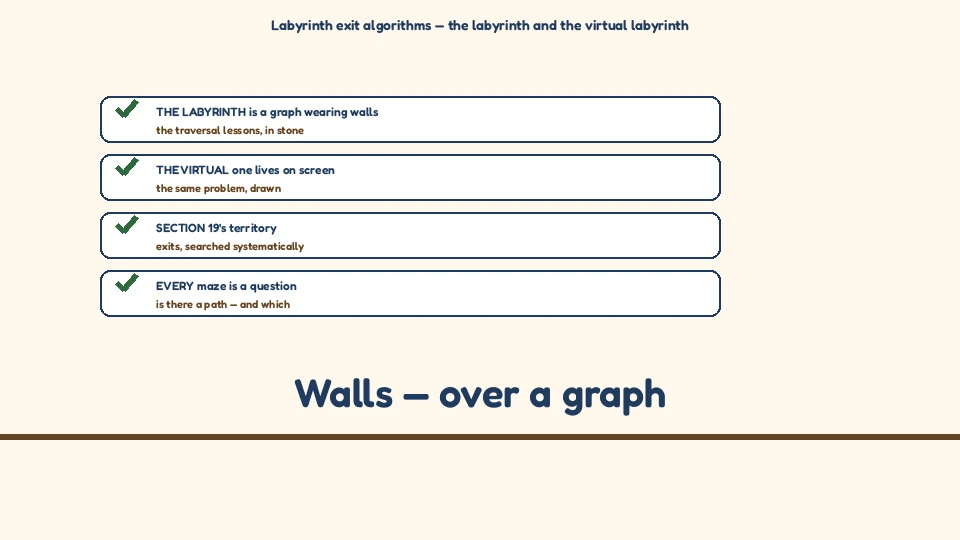 Labyrinth exit algorithms — the labyrinth and the virtual labyrinth
THE LABYRINTH is a graph wearing walls
the traversal lessons, in stone
THE VIRTUAL one lives on screen
the same problem, drawn
SECTION 19's territory
exits, searched systematically
EVERY maze is a question
is there a path — and which
Walls — over a graph